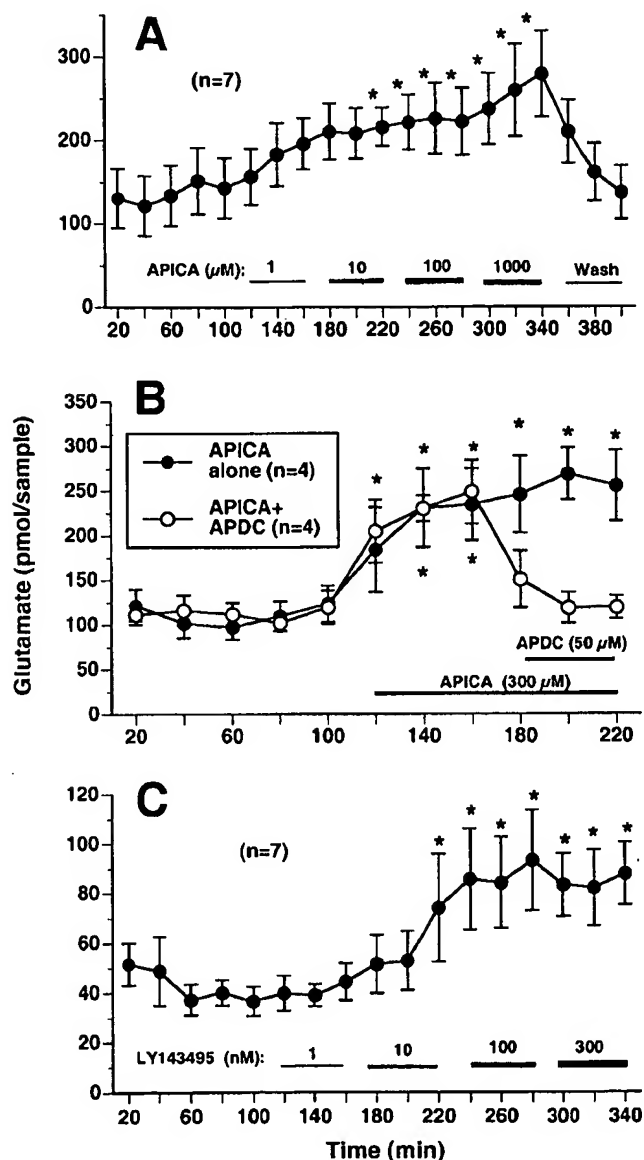 A
(n=7)
* * * * * * *
350
250
150
100
0
APICA (μM): 1 10 100 1000 Wash
20 60 100 140 180 220 260 300 340 380
B
350
300
250
200
150
100
50
0
APICA alone (n=4)
APICA+ APDC (n=4)
* * * * * *
* *
APDC (50 μM)
APICA (300 μM)
20 60 100 140 180 220
Glutamate (pmol/sample)
C
(n=7)
* * * * * * *
120
100
80
60
40
20
0
LY143495 (nM): 1 10 100 300
20 60 100 140 180 220 260 300 340
Time (min)